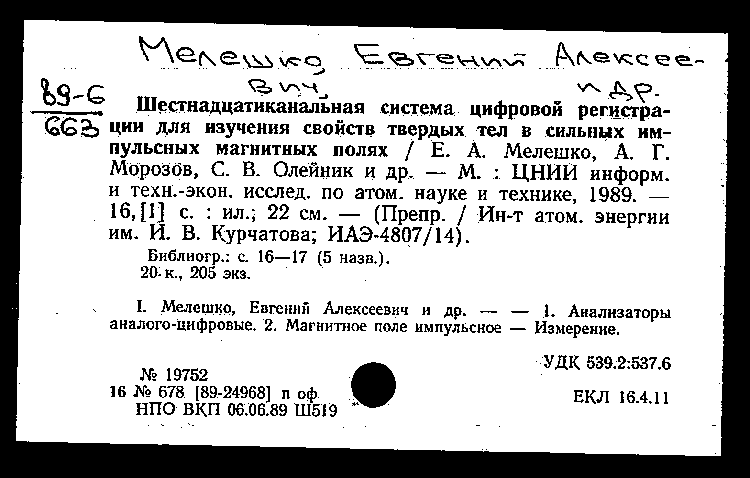 Мелешко Евгений Алексее-
вич, и др.
89-6
663
Шестнадцатиканальная система цифровой регистра-
ции для изучения свойств твердых тел в сильных им-
пульсных магнитных полях / Е. А. Мелешко, А. Г.
Морозов, С. В. Олейник и др. — М. : ЦНИИ информ.
и техн.-экон. исслед. по атом. науке и технике, 1989. —
16,[1] с. : ил.; 22 см. — (Препр. / Ин-т атом. энергии
им. И. В. Курчатова; ИАЭ-4807/14).
Библиогр.: с. 16—17 (5 назв.).
20 к., 205 экз.
I. Мелешко, Евгений Алексеевич и др. — — 1. Анализаторы
аналого-цифровые. 2. Магнитное поле импульсное — Измерение.
УДК 539.2:537.6
№ 19752
16 № 678 [89-24968] п оф
ЕКЛ 16.4.11
НПО ВКП 06.06.89 Ш519